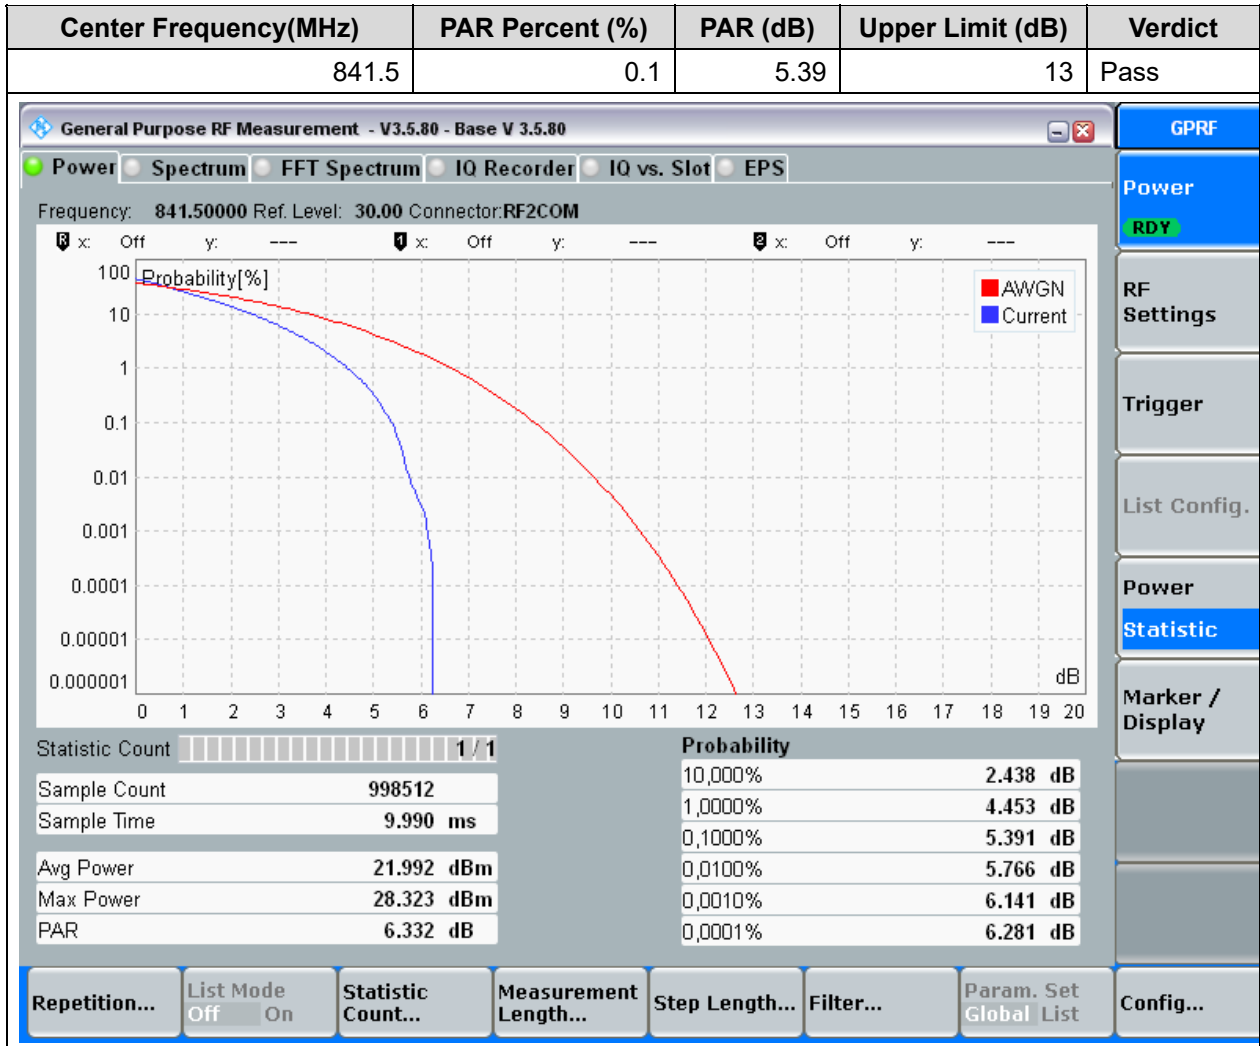 Center Frequency(MHz) PAR Percent (%) PAR (dB) Upper Limit (dB) Verdict
841.5 0.1 5.39 13 Pass
General Purpose RF Measurement - V3.5.80 - Base V 3.5.80
GPRF
Power Spectrum FFT Spectrum IQ Recorder IQ vs. Slot EPS
Frequency: 841.50000 Ref. Level: 30.00 Connector:RF2COM
R x: Off y: --- 1 x: Off y: --- 2 x: Off y: ---
Probability[%]
AWGN
Current
100
10
1
0.1
0.01
0.001
0.0001
0.00001
0.000001
dB
0 1 2 3 4 5 6 7 8 9 10 11 12 13 14 15 16 17 18 19 20
Statistic Count 1 / 1
Sample Count 998512
Sample Time 9.990 ms
Avg Power 21.992 dBm
Max Power 28.323 dBm
PAR 6.332 dB
Probability
10,000% 2.438 dB
1,0000% 4.453 dB
0,1000% 5.391 dB
0,0100% 5.766 dB
0,0010% 6.141 dB
0,0001% 6.281 dB
Power
RDY
RF
Settings
Trigger
List Config.
Power
Statistic
Marker /
Display
Repetition...
List Mode
Off On
Statistic
Count...
Measurement
Length...
Step Length...
Filter...
Param. Set
Global List
Config...